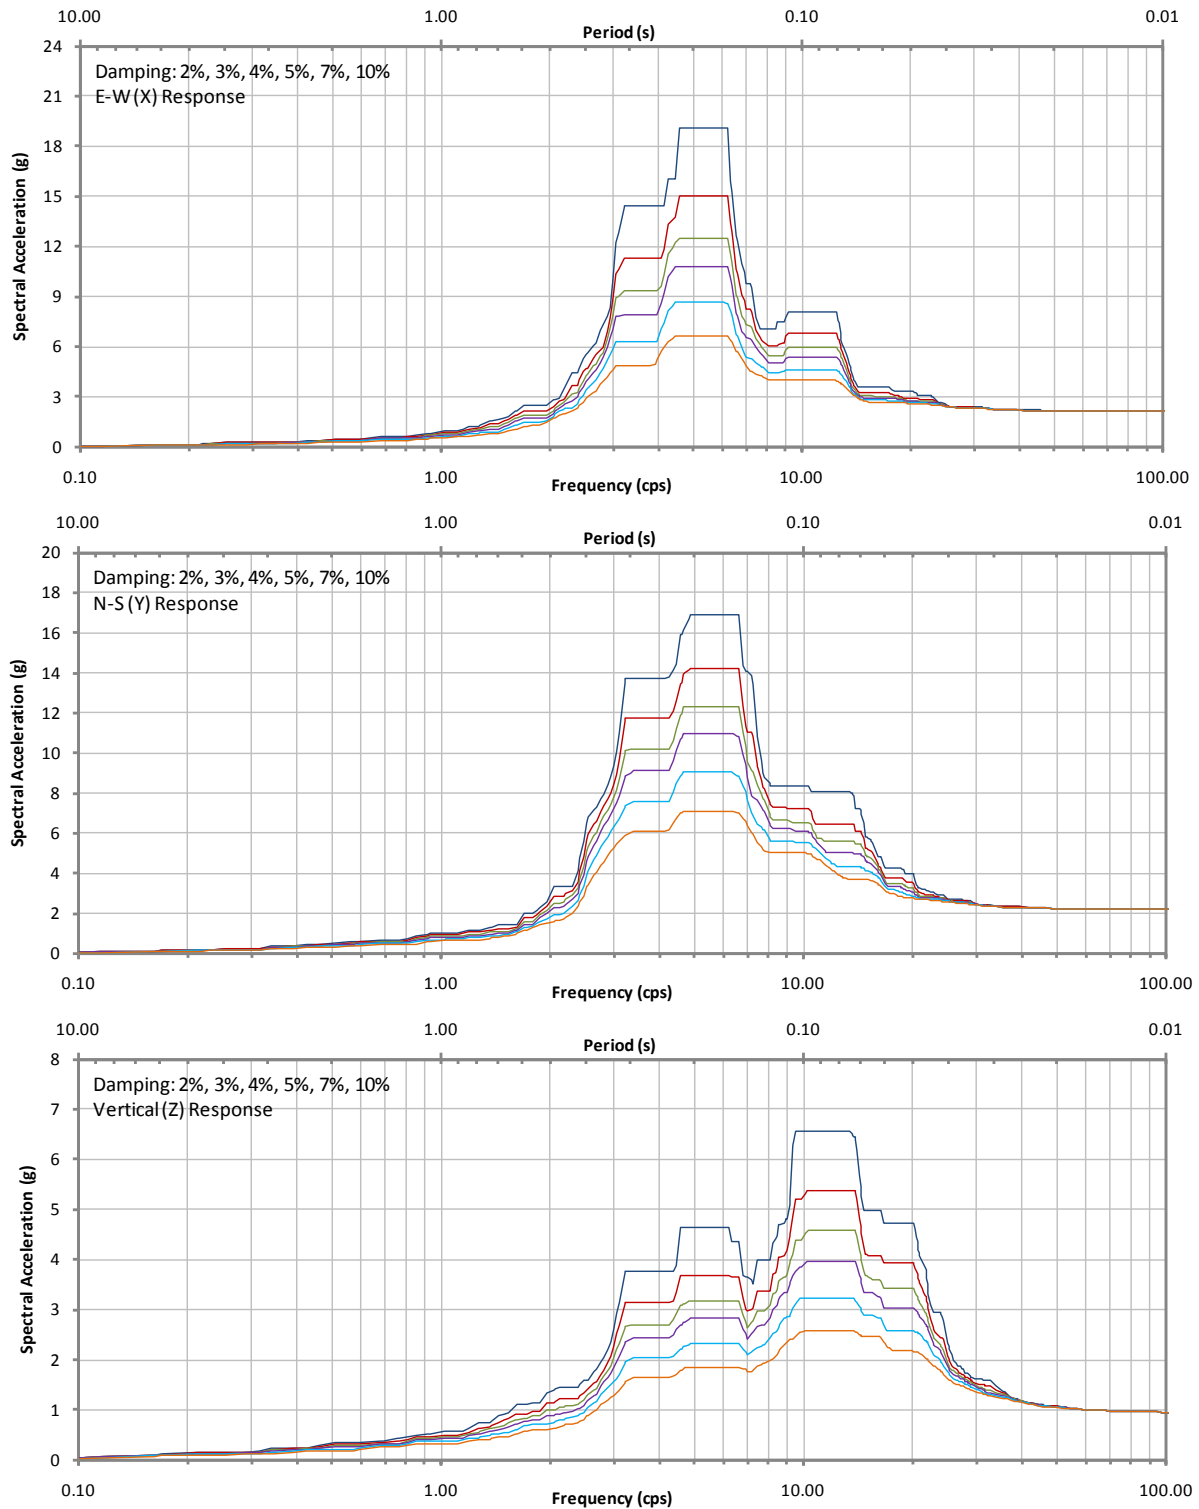 10.00 1.00 0.10 0.01
Period (s)
24
21
18
15
12
9
6
3
0
Spectral Acceleration (g)
Damping: 2%, 3%, 4%, 5%, 7%, 10%
E-W (X) Response
0.10 1.00 10.00 100.00
Frequency (cps)
10.00 1.00 0.10 0.01
Period (s)
20
18
16
14
12
10
8
6
4
2
0
Spectral Acceleration (g)
Damping: 2%, 3%, 4%, 5%, 7%, 10%
N-S (Y) Response
0.10 1.00 10.00 100.00
Frequency (cps)
10.00 1.00 0.10 0.01
Period (s)
8
7
6
5
4
3
2
1
0
Spectral Acceleration (g)
Damping: 2%, 3%, 4%, 5%, 7%, 10%
Vertical (Z) Response
0.10 1.00 10.00 100.00
Frequency (cps)